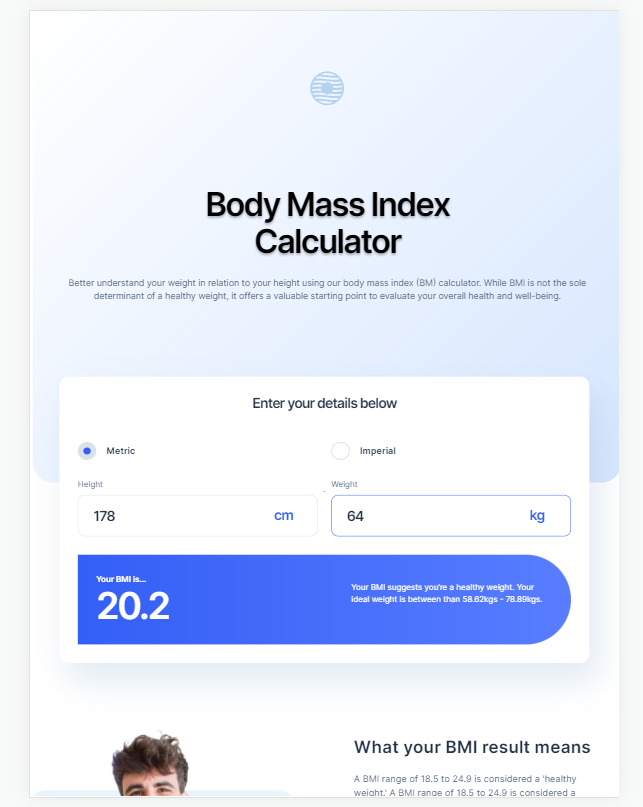 Body Mass Index
Calculator
Better understand your weight in relation to your height using our body mass index (BM) calculator. While BMI is not the sole
determinant of a healthy weight, it offers a valuable starting point to evaluate your overall health and well-being.
Enter your details below
Metric
Imperial
Height
Weight
178 cm
64 kg
Your BMI is...
20.2
Your BMI suggests you're a healthy weight. Your
ideal weight is between than 58.62kgs - 78.89kgs.
What your BMI result means
A BMI range of 18.5 to 24.9 is considered a 'healthy
weight.' A BMI range of 18.5 to 24.9 is considered a